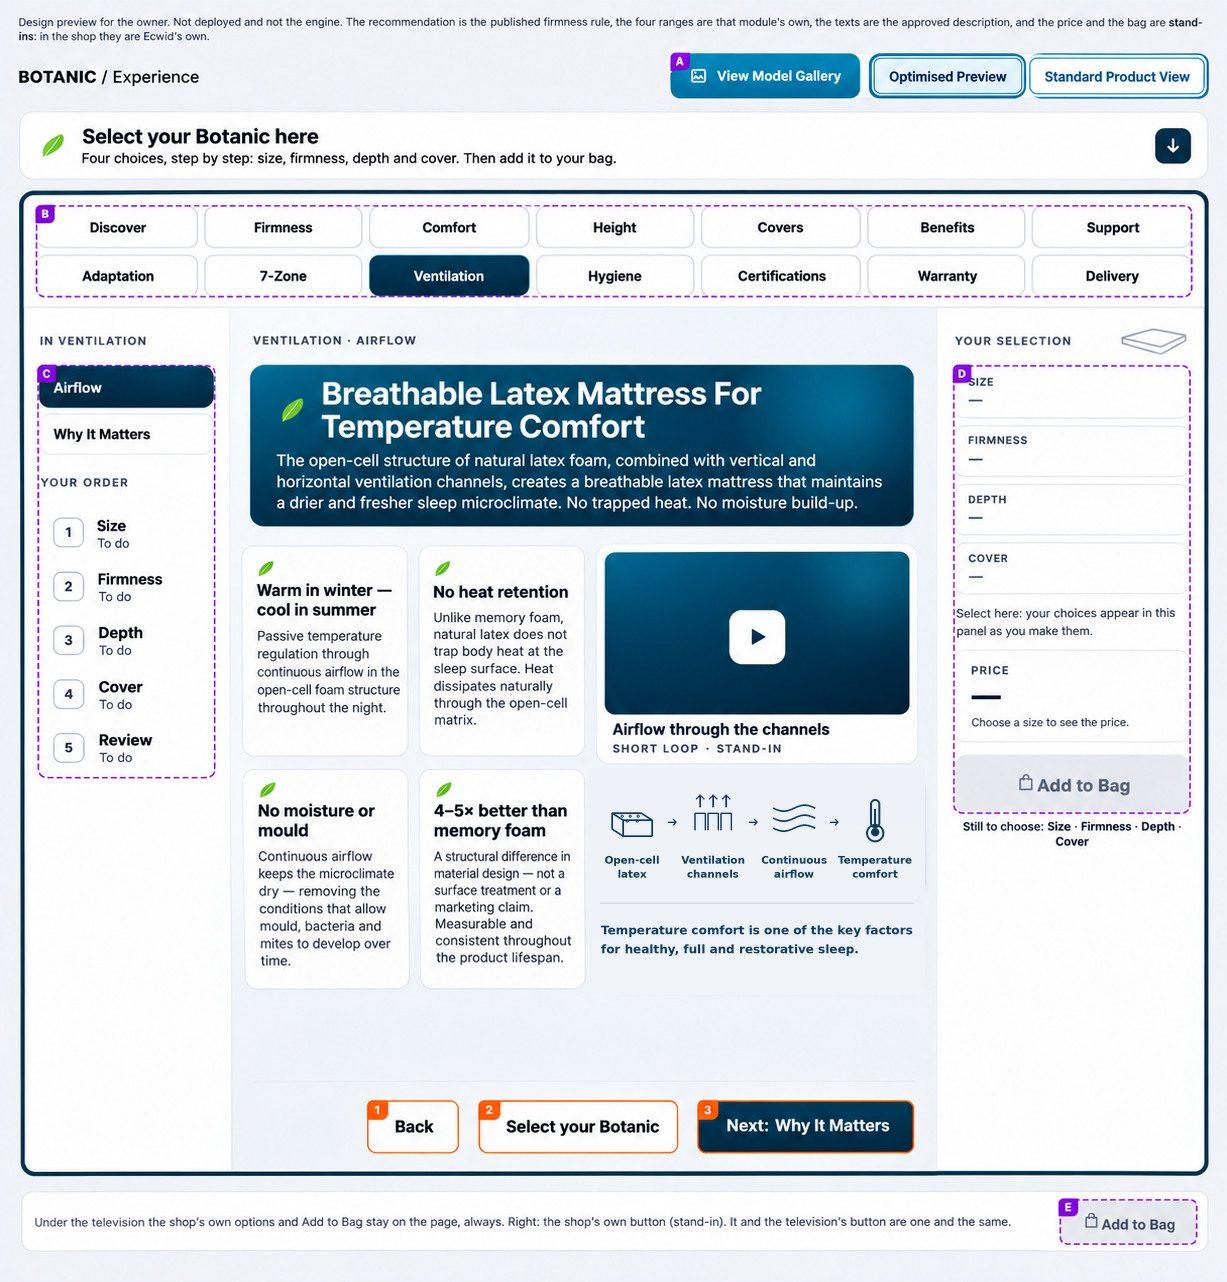 Design preview for the owner. Not deployed and not the engine. The recommendation is the published firmness rule, the four ranges are that module's own, the texts are the approved description, and the price and the bag are stand-
ins: in the shop they are Ecwid's own.
BOTANIC / Experience
A
View Model Gallery
Optimised Preview
Standard Product View
Select your Botanic here
Four choices, step by step: size, firmness, depth and cover. Then add it to your bag.
B
Discover
Firmness
Comfort
Height
Covers
Benefits
Support
Adaptation
7-Zone
Ventilation
Hygiene
Certifications
Warranty
Delivery
IN VENTILATION
C
Airflow
Why It Matters
YOUR ORDER
1
Size
To do
2
Firmness
To do
3
Depth
To do
4
Cover
To do
5
Review
To do
VENTILATION · AIRFLOW
Breathable Latex Mattress For
Temperature Comfort
The open-cell structure of natural latex foam, combined with vertical and
horizontal ventilation channels, creates a breathable latex mattress that maintains
a drier and fresher sleep microclimate. No trapped heat. No moisture build-up.
Warm in winter —
cool in summer
Passive temperature
regulation through
continuous airflow in the
open-cell foam structure
throughout the night.
No heat retention
Unlike memory foam,
natural latex does not
trap body heat at the
sleep surface. Heat
dissipates naturally
through the open-cell
matrix.
Airflow through the channels
SHORT LOOP · STAND-IN
No moisture or
mould
Continuous airflow
keeps the microclimate
dry — removing the
conditions that allow
mould, bacteria and
mites to develop over
time.
4–5× better than
memory foam
A structural difference in
material design — not a
surface treatment or a
marketing claim.
Measurable and
consistent throughout
the product lifespan.
Open-cell
latex
Ventilation
channels
Continuous
airflow
Temperature
comfort
Temperature comfort is one of the key factors
for healthy, full and restorative sleep.
1
Back
2
Select your Botanic
3
Next: Why It Matters
YOUR SELECTION
D
SIZE
—
FIRMNESS
—
DEPTH
—
COVER
—
Select here: your choices appear in this
panel as you make them.
PRICE
—
Choose a size to see the price.
Add to Bag
Still to choose: Size · Firmness · Depth ·
Cover
Under the television the shop's own options and Add to Bag stay on the page, always. Right: the shop's own button (stand-in). It and the television's button are one and the same.
E
Add to Bag